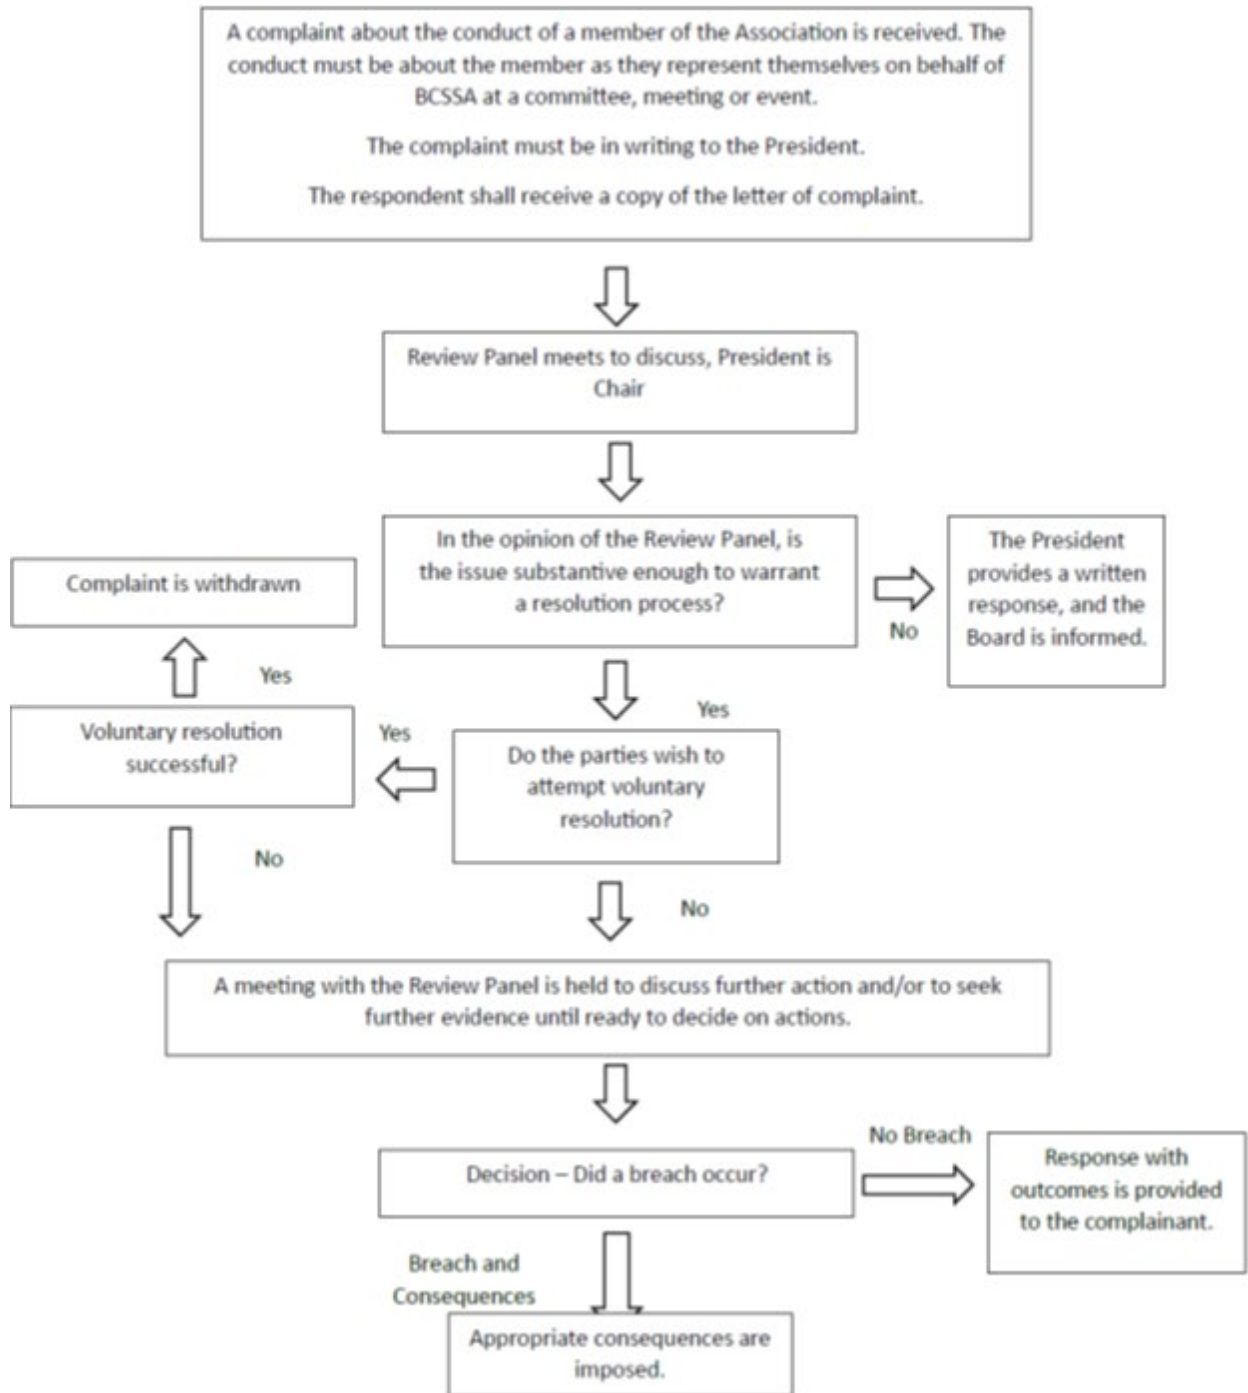 A complaint about the conduct of a member of the Association is received. The
conduct must be about the member as they represent themselves on behalf of
BCSSA at a committee, meeting or event.
The complaint must be in writing to the President.
The respondent shall receive a copy of the letter of complaint.
Review Panel meets to discuss, President is
Chair
In the opinion of the Review Panel, is
the issue substantive enough to warrant
a resolution process?
No
The President
provides a written
response, and the
Board is informed.
Yes
Do the parties wish to
attempt voluntary
resolution?
Yes
Voluntary resolution
successful?
Yes
Complaint is withdrawn
No
No
A meeting with the Review Panel is held to discuss further action and/or to seek
further evidence until ready to decide on actions.
Decision – Did a breach occur?
No Breach
Response with
outcomes is provided
to the complainant.
Breach and
Consequences
Appropriate consequences are
imposed.